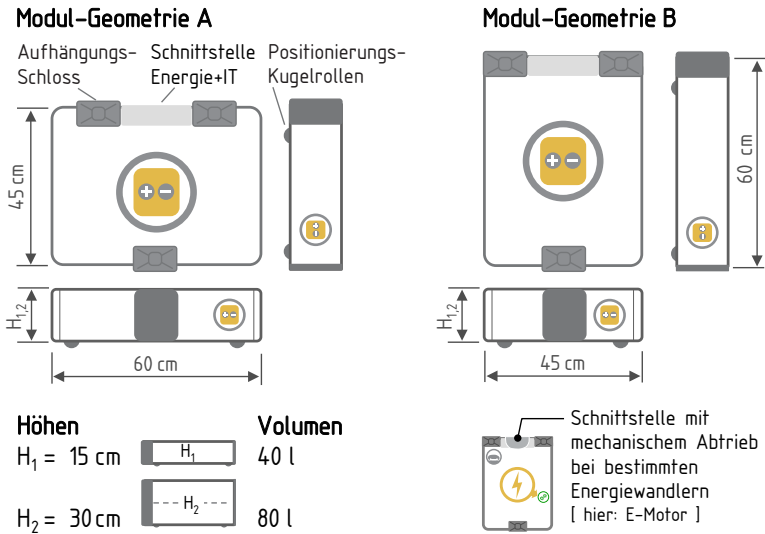 Modul-Geometrie A
Aufhängungs-
Schloss
Schnittstelle
Energie+IT
Positionierungs-
Kugelrollen
45 cm
H1,2
60 cm
Modul-Geometrie B
60 cm
H1,2
45 cm
Höhen
Volumen
H1 = 15 cm
H1
40 l
H2 = 30 cm
H2
80 l
Schnittstelle mit
mechanischem Abtrieb
bei bestimmten
Energiewandlern
[ hier: E-Motor ]